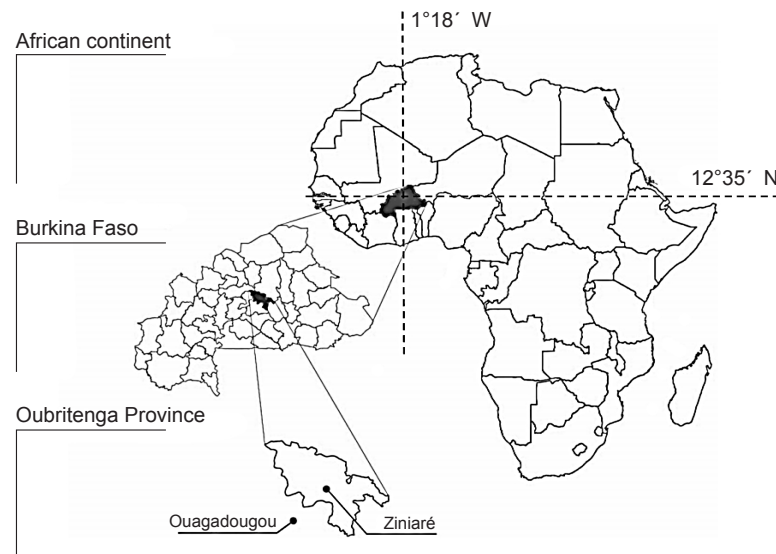 1°18´ W
African continent
12°35´ N
Burkina Faso
Oubritenga Province
Ouagadougou
Ziniaré